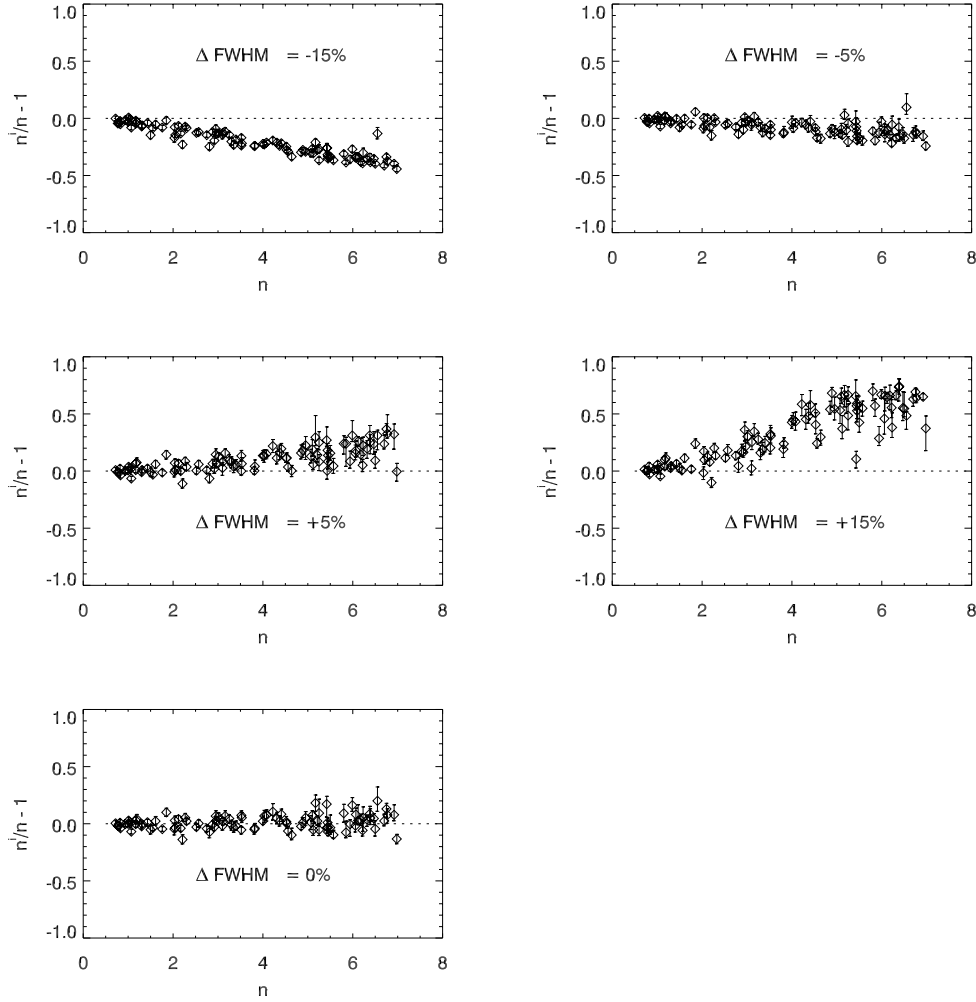 1.0
0.5
0.0
-0.5
-1.0
n^i/n - 1
Δ FWHM = -15%
0 2 4 6 8
n
1.0
0.5
0.0
-0.5
-1.0
n^i/n - 1
Δ FWHM = -5%
0 2 4 6 8
n
1.0
0.5
0.0
-0.5
-1.0
n^i/n - 1
Δ FWHM = +5%
0 2 4 6 8
n
1.0
0.5
0.0
-0.5
-1.0
n^i/n - 1
Δ FWHM = +15%
0 2 4 6 8
n
1.0
0.5
0.0
-0.5
-1.0
n^i/n - 1
Δ FWHM = 0%
0 2 4 6 8
n